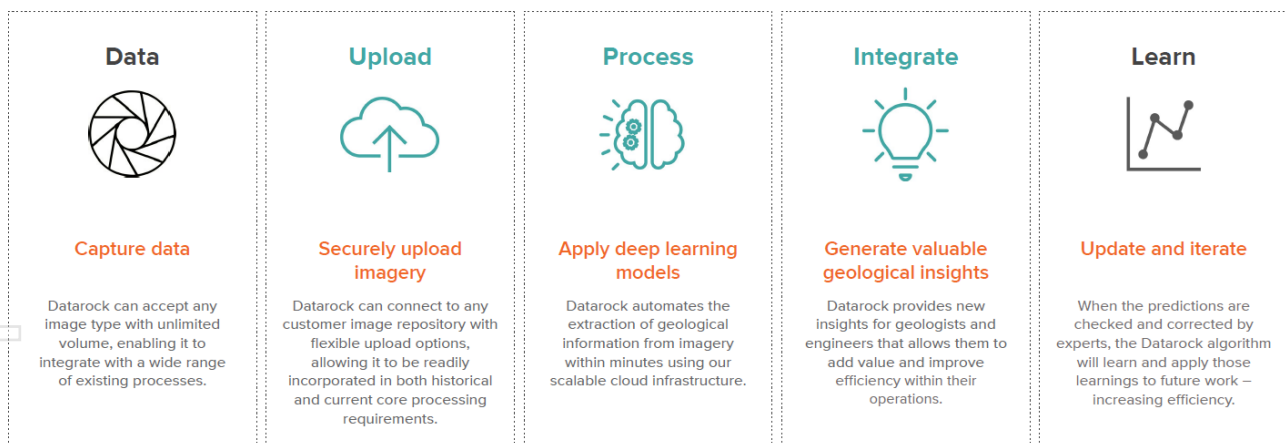 Data
Capture data
Datarock can accept any
image type with unlimited
volume, enabling it to
integrate with a wide range
of existing processes.
Upload
Securely upload
imagery
Datarock can connect to any
customer image repository with
flexible upload options,
allowing it to be readily
incorporated in both historical
and current core processing
requirements.
Process
Apply deep learning
models
Datarock automates the
extraction of geological
information from imagery
within minutes using our
scalable cloud infrastructure.
Integrate
Generate valuable
geological insights
Datarock provides new
insights for geologists and
engineers that allows them to
add value and improve
efficiency within their
operations.
Learn
Update and iterate
When the predictions are
checked and corrected by
experts, the Datarock algorithm
will learn and apply those
learnings to future work –
increasing efficiency.